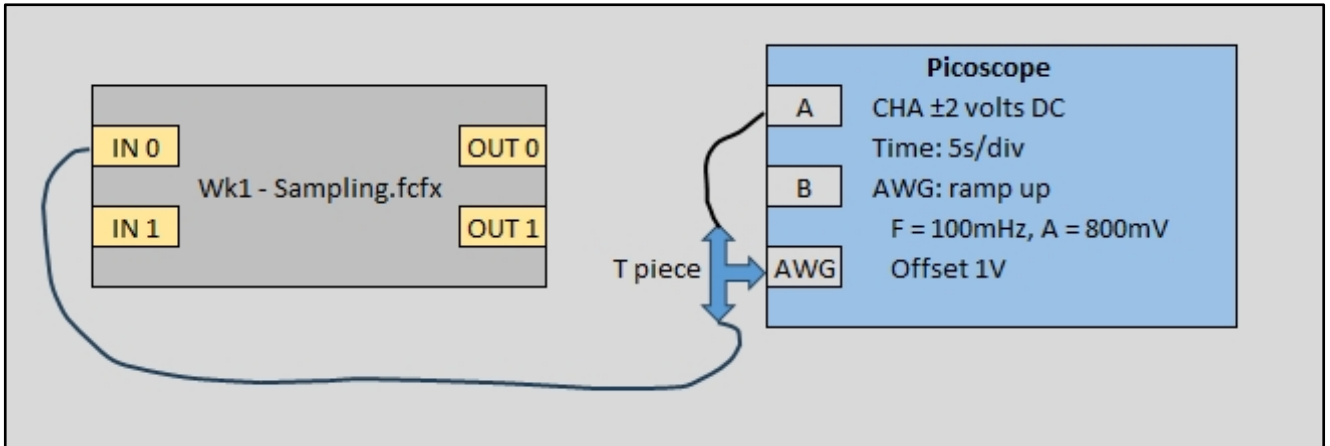 IN 0
OUT 0
Wk1 - Sampling.fcfx
IN 1
OUT 1
T piece
Picoscope
A
CHA ±2 volts DC
Time: 5s/div
B
AWG: ramp up
F = 100mHz, A = 800mV
AWG
Offset 1V